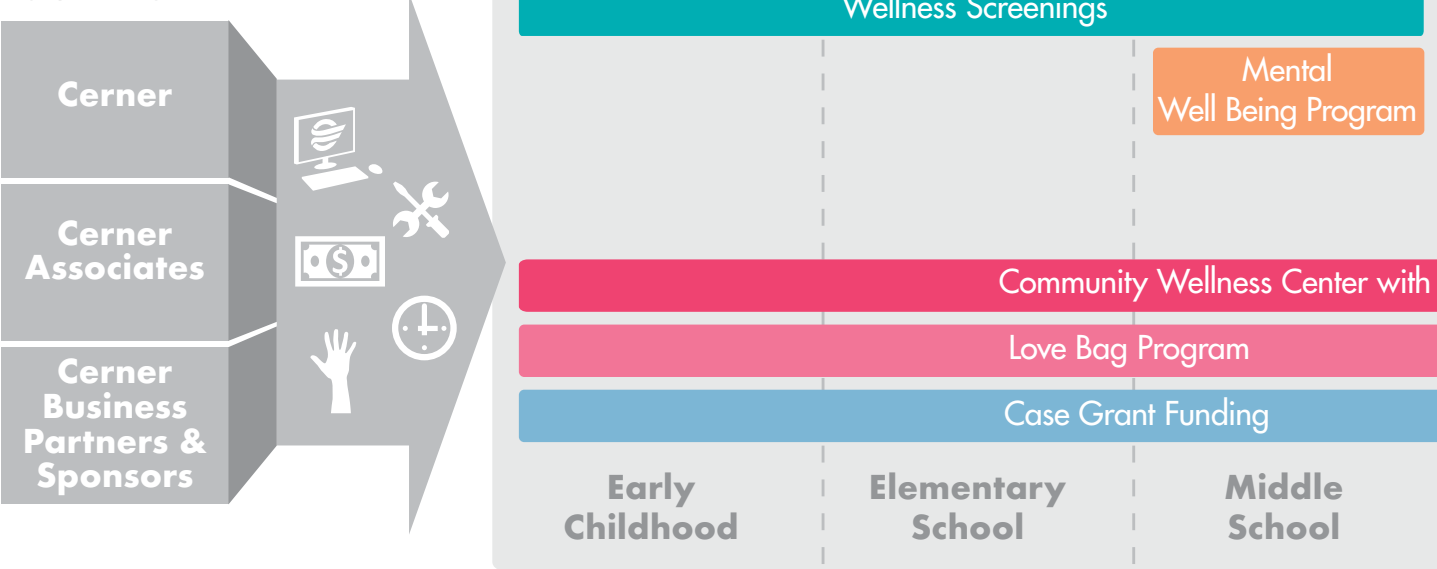 Wellness Screenings
Cerner
Mental
Well Being Program
Cerner
Associates
$
Community Wellness Center with
Love Bag Program
Cerner
Business
Partners &
Sponsors
Case Grant Funding
Early
Childhood
Elementary
School
Middle
School